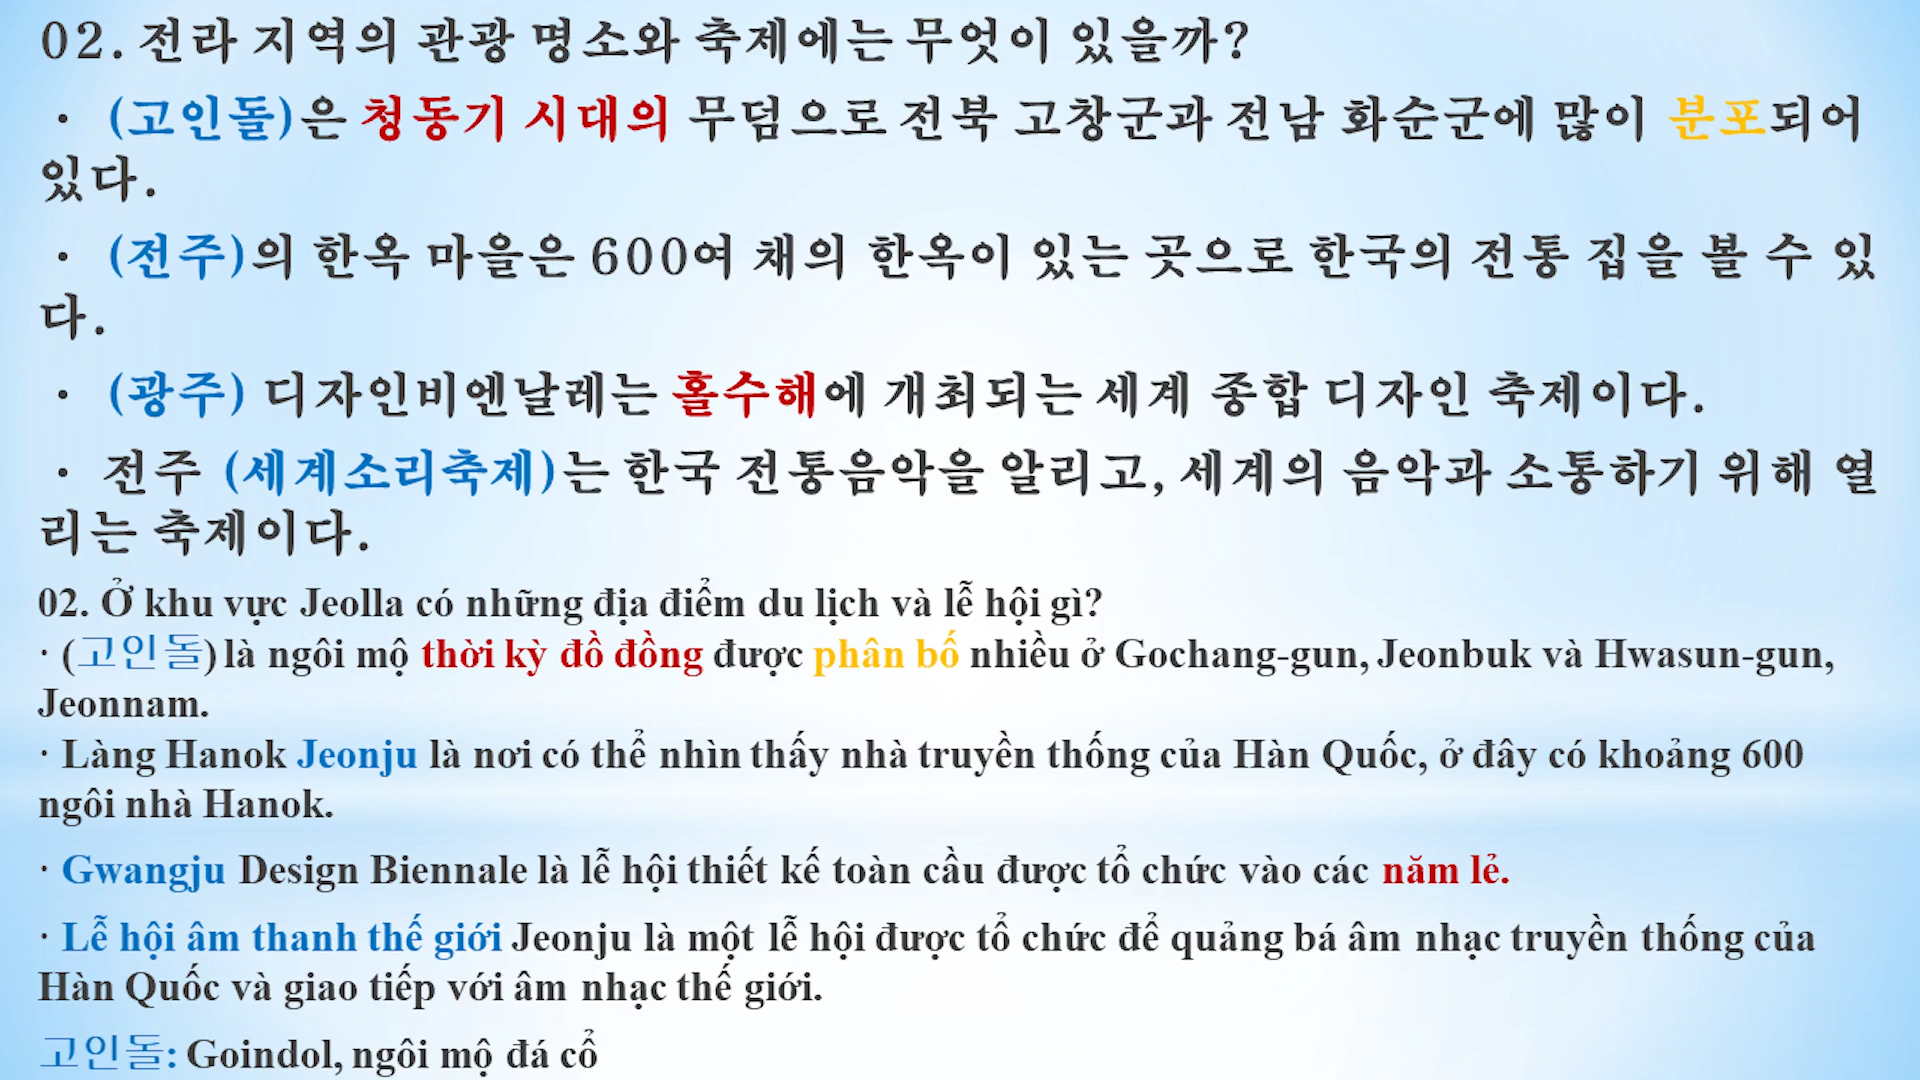 02. 전라 지역의 관광 명소와 축제에는 무엇이 있을까?
· (고인돌)은 청동기 시대의 무덤으로 전북 고창군과 전남 화순군에 많이 분포되어
있다.
· (전주)의 한옥 마을은 600여 채의 한옥이 있는 곳으로 한국의 전통 집을 볼 수 있
다.
· (광주) 디자인비엔날레는 홀수해에 개최되는 세계 종합 디자인 축제이다.
· 전주 (세계소리축제)는 한국 전통음악을 알리고, 세계의 음악과 소통하기 위해 열
리는 축제이다.
02. Ở khu vực Jeolla có những địa điểm du lịch và lễ hội gì?
· (고인돌) là ngôi mộ thời kỳ đồ đồng được phân bố nhiều ở Gochang-gun, Jeonbuk và Hwasun-gun,
Jeonnam.
· Làng Hanok Jeonju là nơi có thể nhìn thấy nhà truyền thống của Hàn Quốc, ở đây có khoảng 600
ngôi nhà Hanok.
· Gwangju Design Biennale là lễ hội thiết kế toàn cầu được tổ chức vào các năm lẻ.
· Lễ hội âm thanh thế giới Jeonju là một lễ hội được tổ chức để quảng bá âm nhạc truyền thống của
Hàn Quốc và giao tiếp với âm nhạc thế giới.
고인돌: Goindol, ngôi mộ đá cổ